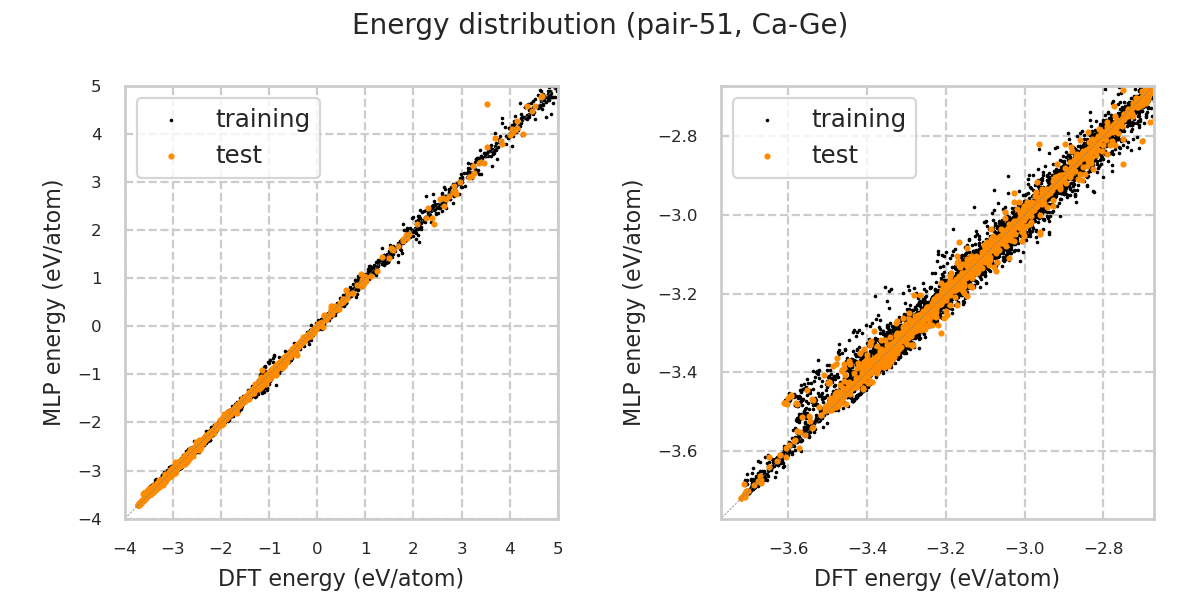 Energy distribution (pair-51, Ca-Ge)
MLP energy (eV/atom)
5
4
3
2
1
0
−1
−2
−3
−4
training
test
−4 −3 −2 −1 0 1 2 3 4 5
DFT energy (eV/atom)
MLP energy (eV/atom)
−2.8
−3.0
−3.2
−3.4
−3.6
training
test
−3.6 −3.4 −3.2 −3.0 −2.8
DFT energy (eV/atom)